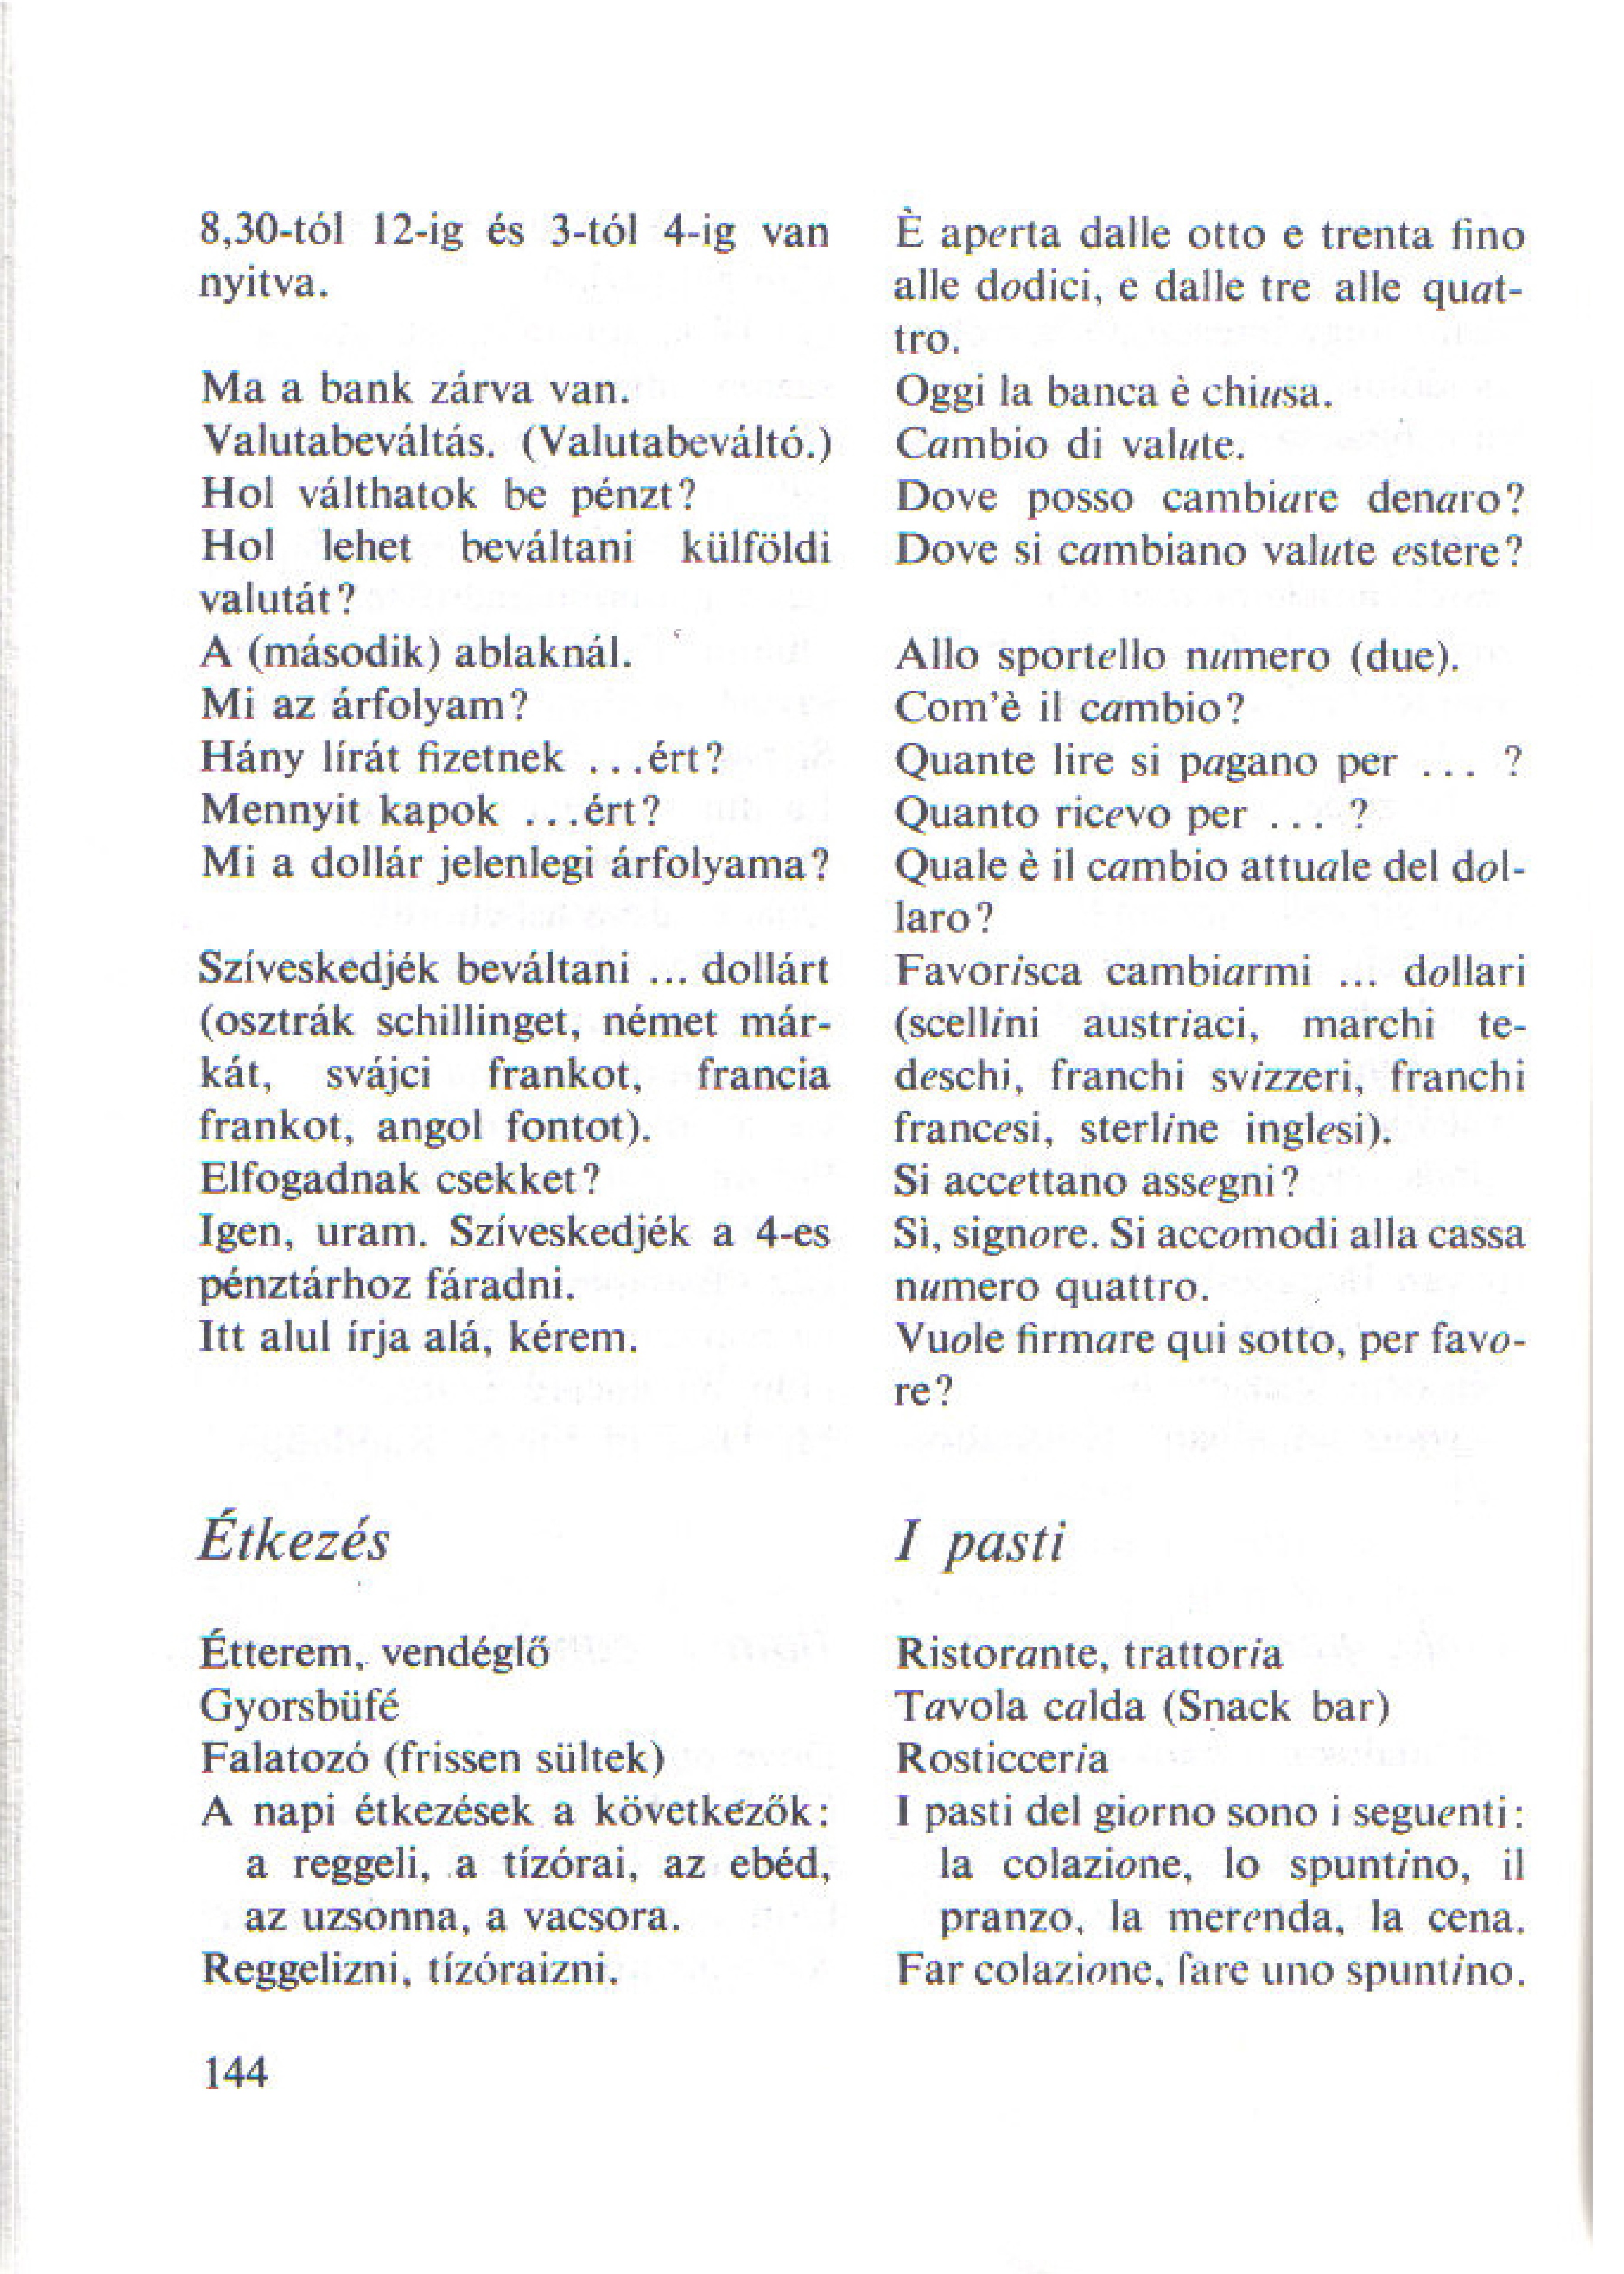 8,30-tól 12-ig és 3-tól 4-ig van
nyitva.
Ma a bank zárva van.
Valutabeváltás. (Valutabeváltó.)
Hol válthatok be pénzt?
Hol lehet beváltani külföldi
valutát?
A (második) ablaknál.
Mi az árfolyam?
Hány lírát fizetnek ...ért?
Mennyit kapok ...ért?
Mi a dollár jelenlegi árfolyama?
Szíveskedjék beváltani ... dollárt
(osztrák schillinget, német már-
kát, svájci frankot, francia
frankot, angol fontot).
Elfogadnak csekket?
Igen, uram. Szíveskedjék a 4-es
pénztárhoz fáradni.
Itt alul írja alá, kérem.
È aperta dalle otto e trenta fino
alle dodici, e dalle tre alle quat-
tro.
Oggi la banca è chiusa.
Cambio di valute.
Dove posso cambiare denaro?
Dove si cambiano valute estere?
Allo sportello numero (due).
Com'è il cambio?
Quante lire si pagano per ... ?
Quanto ricevo per ... ?
Quale è il cambio attuale del dol-
laro?
Favorisca cambiarmi ... dollari
(scellini austriaci, marchi te-
deschi, franchi svizzeri, franchi
francesi, sterline inglesi).
Si accettano assegni?
Sì, signore. Si accomodi alla cassa
numero quattro.
Vuole firmare qui sotto, per favo-
re?
Étkezés
Étterem, vendéglő
Gyorsbüfé
Falatozó (frissen sültek)
A napi étkezések a következők:
a reggeli, a tízórai, az ebéd,
az uzsonna, a vacsora.
Reggelizni, tízóraizni.
I pasti
Ristorante, trattoria
Tavola calda (Snack bar)
Rosticceria
I pasti del giorno sono i seguenti:
la colazione, lo spuntino, il
pranzo, la merenda, la cena.
Far colazione, fare uno spuntino.
144